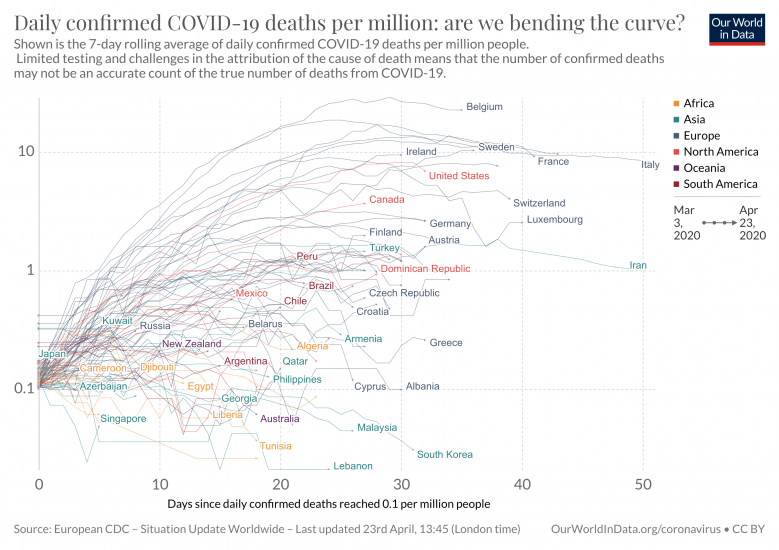 Daily confirmed COVID-19 deaths per million: are we bending the curve?
Our World
in Data
Shown is the 7-day rolling average of daily confirmed COVID-19 deaths per million people.
Limited testing and challenges in the attribution of the cause of death means that the number of confirmed deaths
may not be an accurate count of the true number of deaths from COVID-19.
Belgium
Africa
Asia
Europe
North America
Oceania
South America
10
Ireland
Sweden
France
Italy
United States
Canada
Switzerland
Mar
3,
2020
Apr
23,
2020
Luxembourg
Germany
Finland
Austria
Turkey
Peru
Iran
1
Dominican Republic
Brazil
Mexico
Czech Republic
Chile
Croatia
Kuwait
Russia
Belarus
Armenia
Greece
New Zealand
Algeria
Japan
Argentina
Qatar
Cameroon
Djibouti
Philippines
0.1
Azerbaijan
Egypt
Cyprus
Albania
Georgia
Singapore
Liberia
Australia
Malaysia
Tunisia
South Korea
Lebanon
0
10
20
30
40
50
Days since daily confirmed deaths reached 0.1 per million people
Source: European CDC – Situation Update Worldwide – Last updated 23rd April, 13:45 (London time)
OurWorldInData.org/coronavirus • CC BY